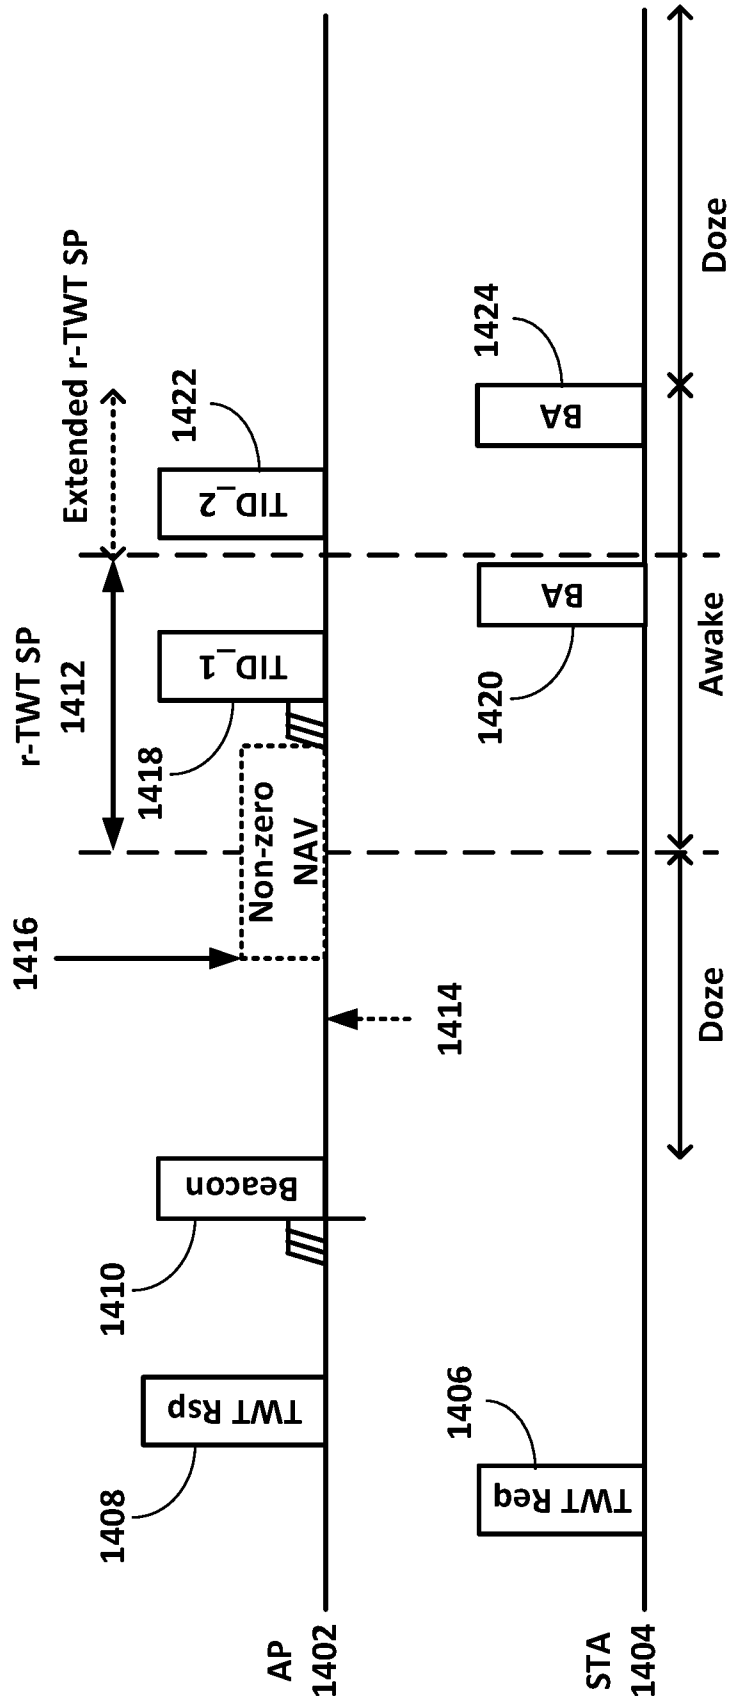 r-TWT SP
1412
Extended r-TWT SP
1416
1408
1410
1418
1422
TWT Rsp
Beacon
Non-zero
NAV
TID_1
TID_2
AP
1402
1414
1406
1420
1424
TWT Req
BA
BA
STA
1404
Doze
Awake
Doze